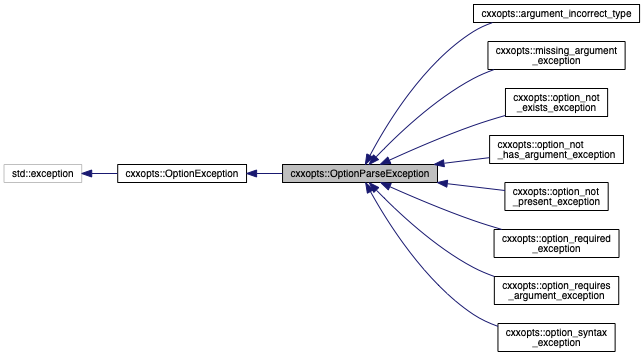 cxxopts::argument_incorrect_type
cxxopts::missing_argument
_exception
cxxopts::option_not
_exists_exception
cxxopts::option_not
_has_argument_exception
std::exception
cxxopts::OptionException
cxxopts::OptionParseException
cxxopts::option_not
_present_exception
cxxopts::option_required
_exception
cxxopts::option_requires
_argument_exception
cxxopts::option_syntax
_exception